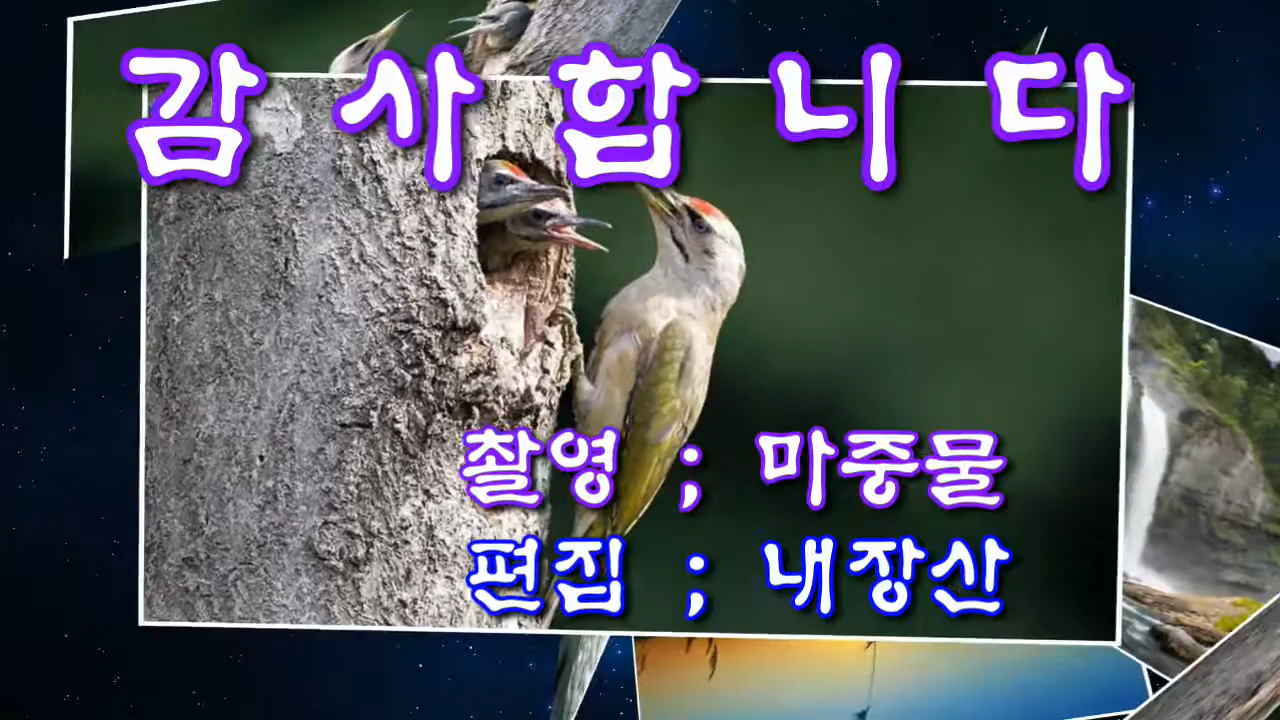 감사합니다
촬영 ; 마중물
편집 ; 내장산